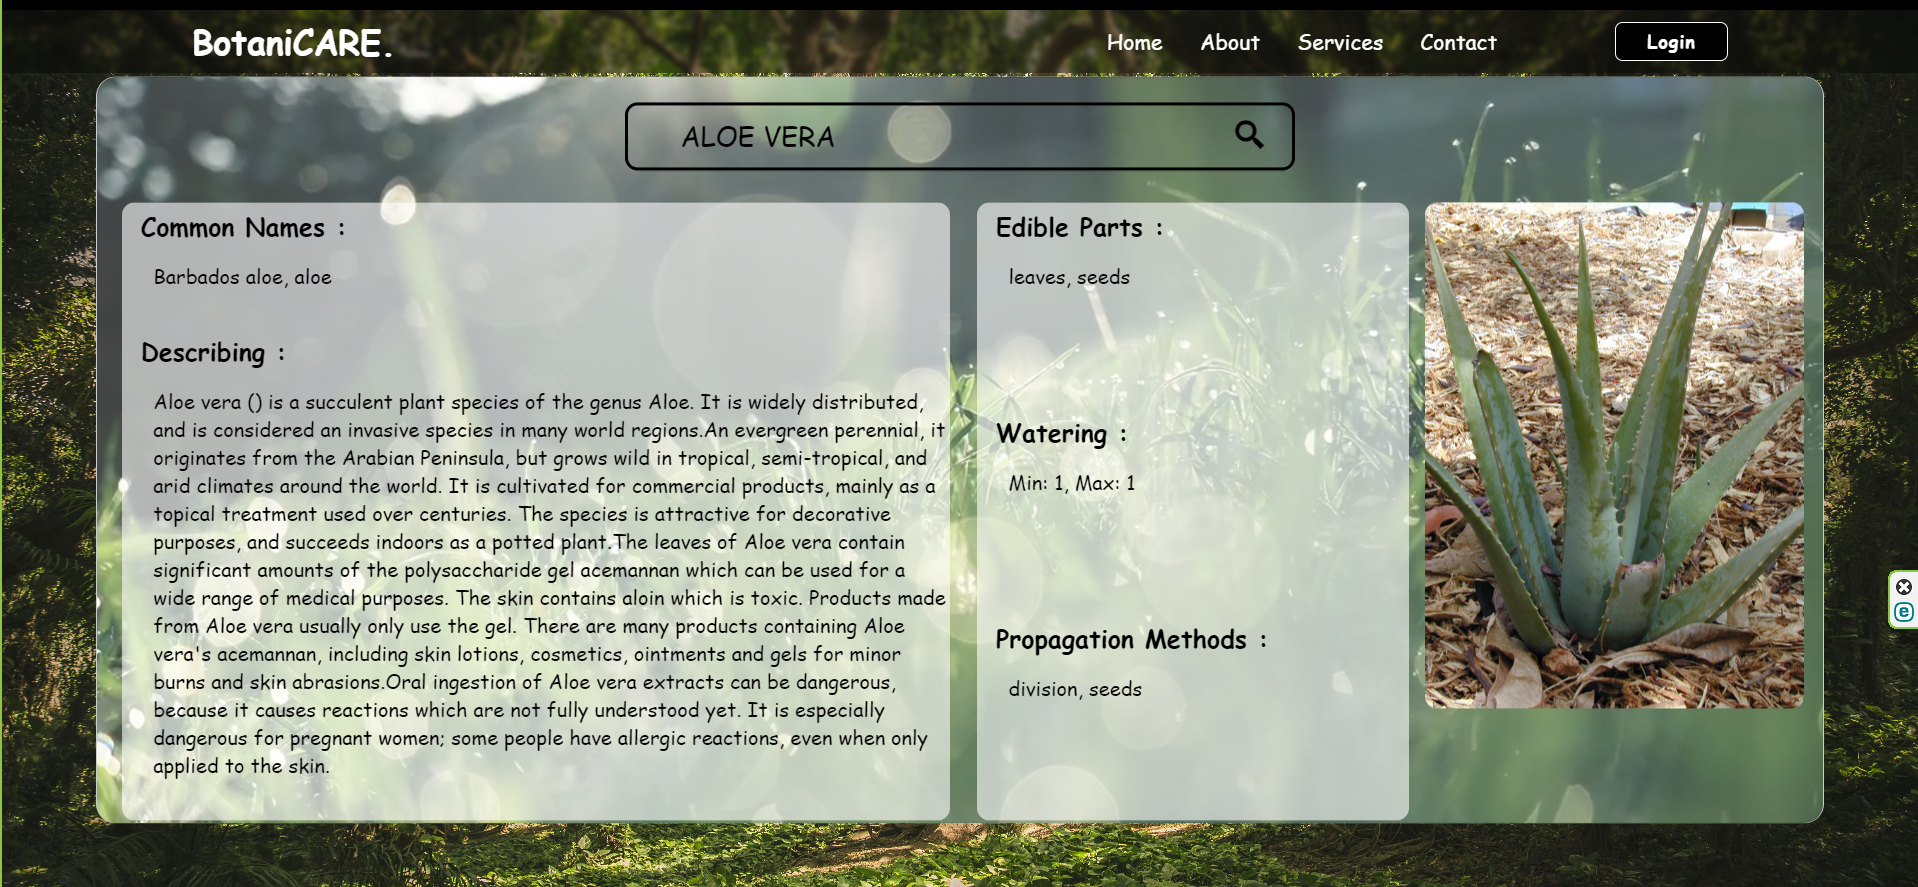 BotaniCARE.
Home
About
Services
Contact
Login
ALOE VERA
Common Names :
Barbados aloe, aloe
Describing :
Aloe vera () is a succulent plant species of the genus Aloe. It is widely distributed,
and is considered an invasive species in many world regions.An evergreen perennial, it
originates from the Arabian Peninsula, but grows wild in tropical, semi-tropical, and
arid climates around the world. It is cultivated for commercial products, mainly as a
topical treatment used over centuries. The species is attractive for decorative
purposes, and succeeds indoors as a potted plant.The leaves of Aloe vera contain
significant amounts of the polysaccharide gel acemannan which can be used for a
wide range of medical purposes. The skin contains aloin which is toxic. Products made
from Aloe vera usually only use the gel. There are many products containing Aloe
vera's acemannan, including skin lotions, cosmetics, ointments and gels for minor
burns and skin abrasions.Oral ingestion of Aloe vera extracts can be dangerous,
because it causes reactions which are not fully understood yet. It is especially
dangerous for pregnant women; some people have allergic reactions, even when only
applied to the skin.
Edible Parts :
leaves, seeds
Watering :
Min: 1, Max: 1
Propagation Methods :
division, seeds
e